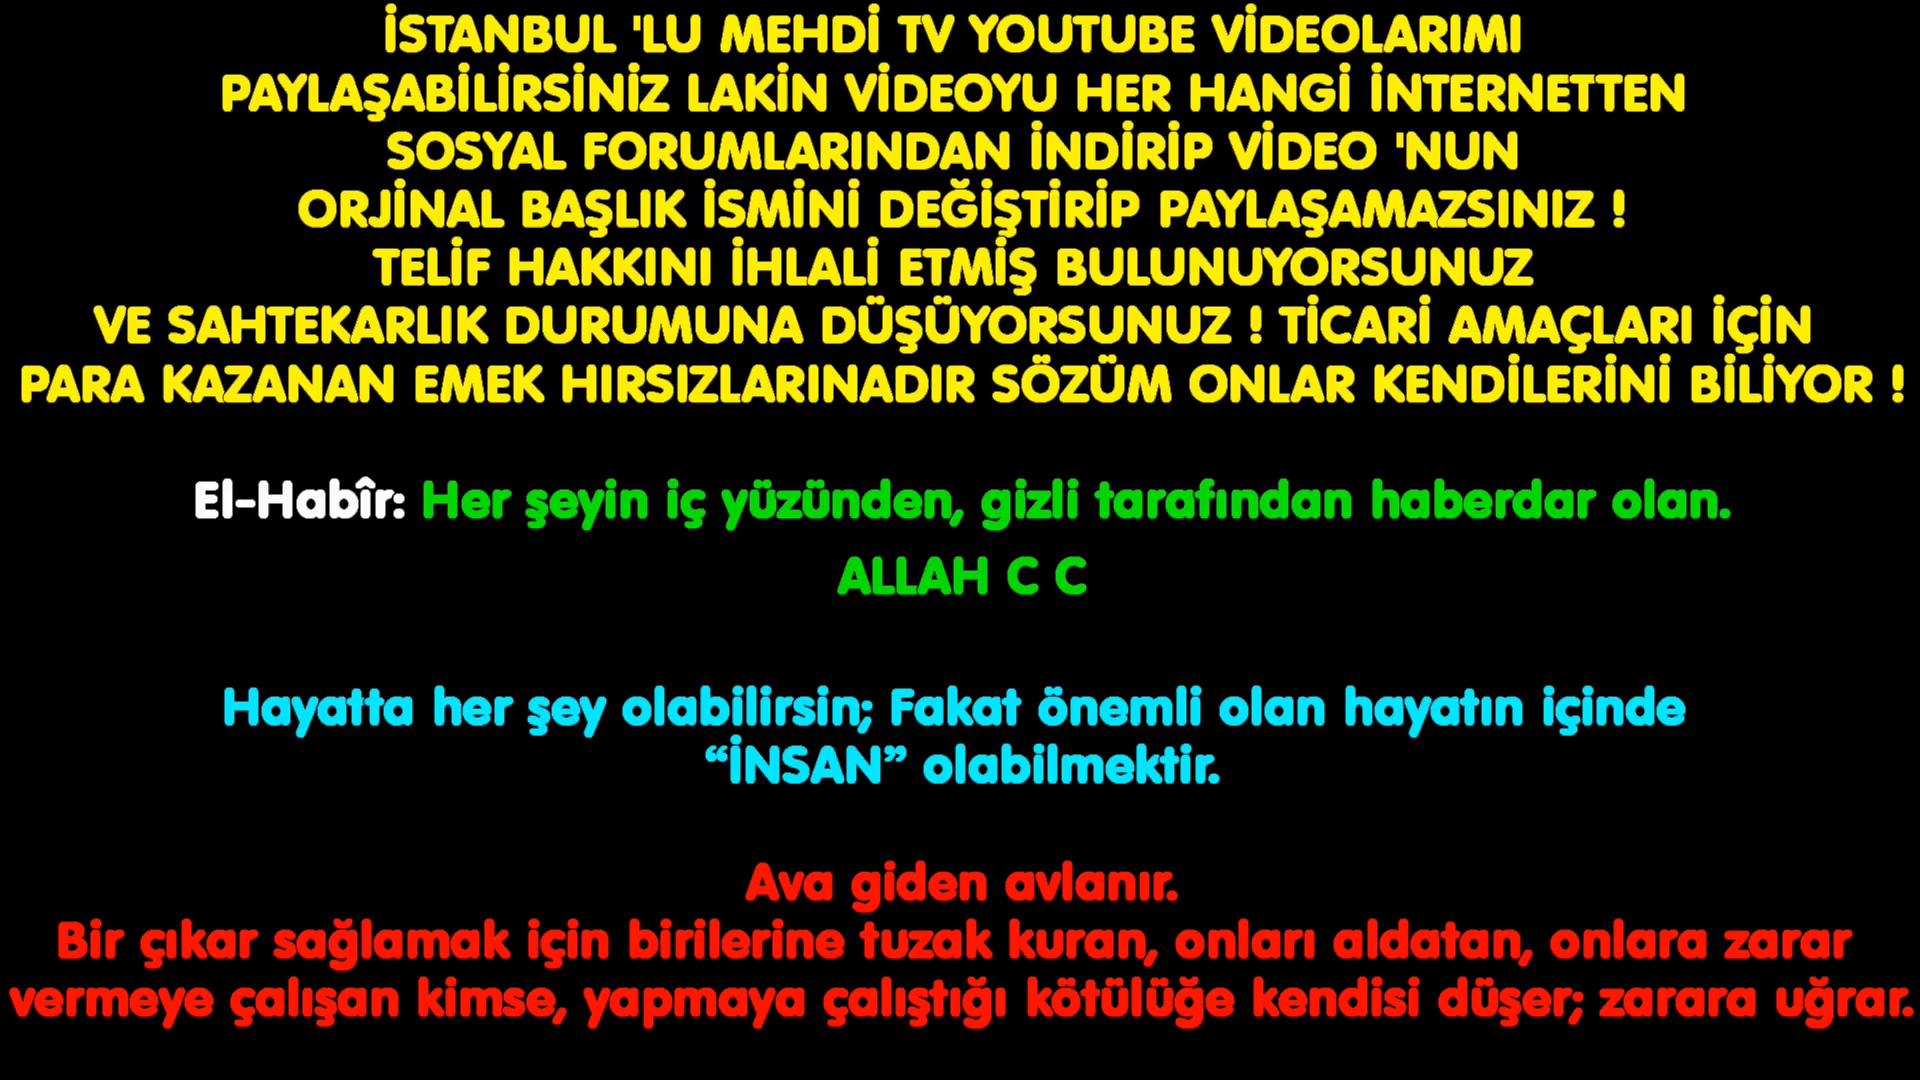 İSTANBUL 'LU MEHDİ TV YOUTUBE VİDEOLARIMI
PAYLAŞABİLİRSİNİZ LAKİN VİDEOYU HER HANGİ İNTERNETTEN
SOSYAL FORUMLARINDAN İNDİRİP VİDEO 'NUN
ORJİNAL BAŞLIK İSMİNİ DEĞİŞTİRİP PAYLAŞAMAZSINIZ !
TELİF HAKKINI İHLALİ ETMİŞ BULUNUYORSUNUZ
VE SAHTEKARLIK DURUMUNA DÜŞÜYORSUNUZ ! TİCARİ AMAÇLARI İÇİN
PARA KAZANAN EMEK HIRSIZLARINADIR SÖZÜM ONLAR KENDİLERİNİ BİLİYOR !
El-Habîr: Her şeyin iç yüzünden, gizli tarafından haberdar olan.
ALLAH C C
Hayatta her şey olabilirsin; Fakat önemli olan hayatın içinde
“İNSAN” olabilmektir.
Ava giden avlanır.
Bir çıkar sağlamak için birilerine tuzak kuran, onları aldatan, onlara zarar
vermeye çalışan kimse, yapmaya çalıştığı kötülüğe kendisi düşer; zarara uğrar.